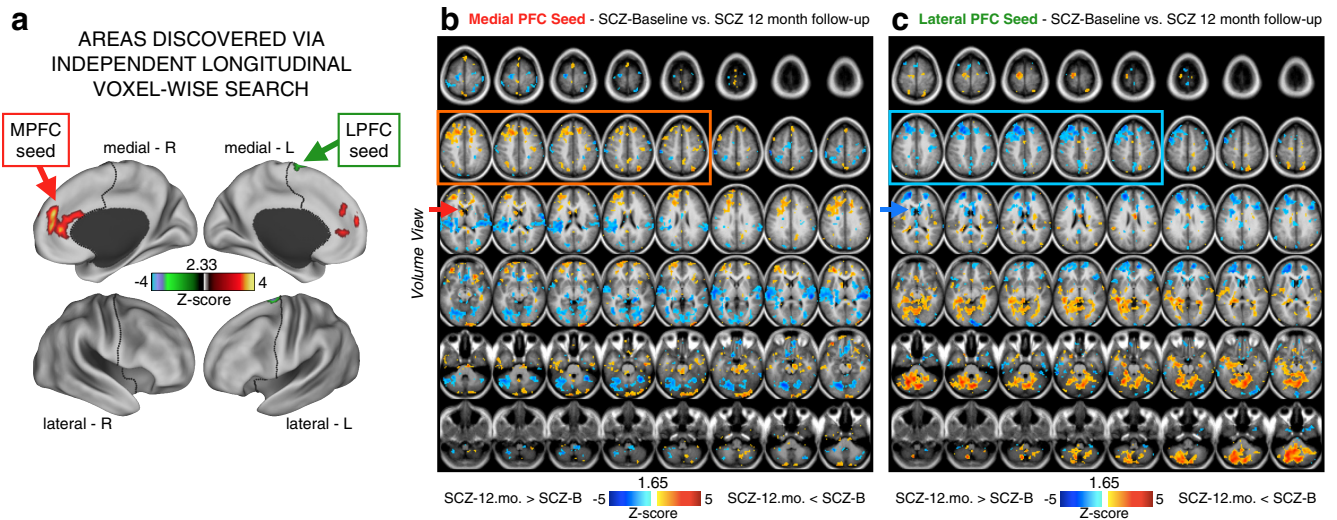 a
AREAS DISCOVERED VIA
INDEPENDENT LONGITUDINAL
VOXEL-WISE SEARCH
MPFC
seed
medial - R
medial - L
LPFC
seed
2.33
-4
4
Z-score
lateral - R
lateral - L
b
Medial PFC Seed - SCZ-Baseline vs. SCZ 12 month follow-up
Volume View
1.65
SCZ-12.mo. > SCZ-B
-5
5
SCZ-12.mo. < SCZ-B
Z-score
c
Lateral PFC Seed - SCZ-Baseline vs. SCZ 12 month follow-up
1.65
SCZ-12.mo. > SCZ-B
-5
5
SCZ-12.mo. < SCZ-B
Z-score